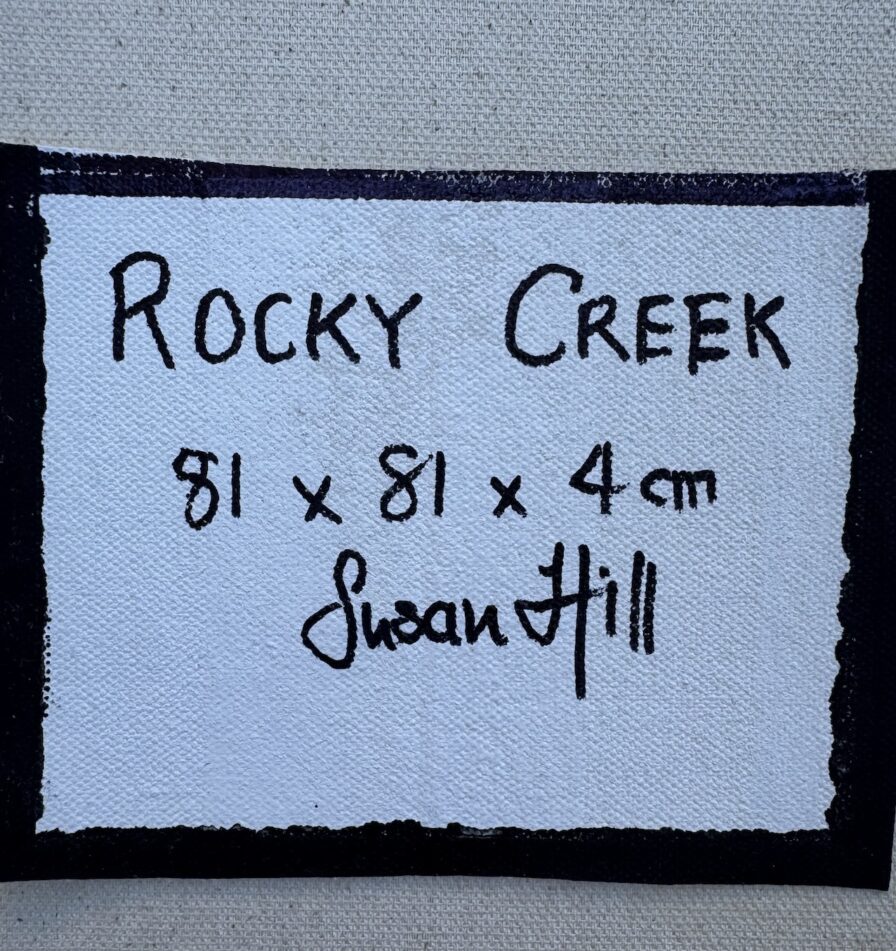 ROCKY CREEK
81 x 81 x 4 cm
Susan Hill